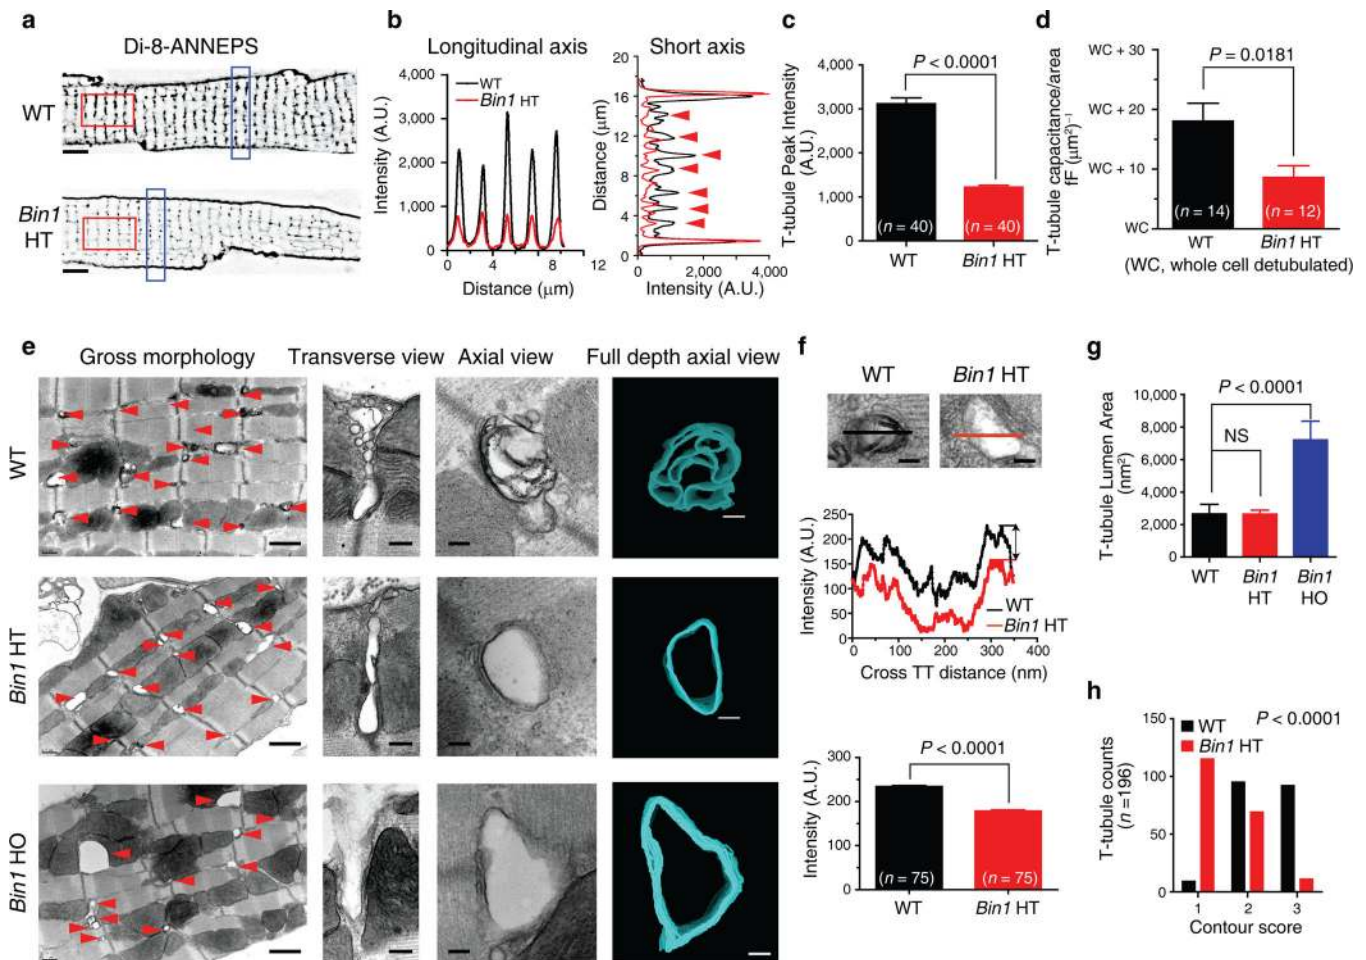 a
Di-8-ANNEPS
WT
Bin1
HT
b
Longitudinal axis
Short axis
4,000
3,000
2,000
1,000
0
Intensity (A.U.)
WT
Bin1 HT
0 4 8 12
Distance (μm)
20
16
12
8
4
0
Distance (μm)
0 2,000 4,000
Intensity (A.U.)
c
P < 0.0001
4,000
3,000
2,000
1,000
0
T-tubule Peak Intensity
(A.U.)
(n = 40) (n = 40)
WT Bin1 HT
d
WC + 30
WC + 20
WC + 10
WC
T-tubule capacitance/area
fF (μm²)⁻¹
P = 0.0181
(n = 14) (n = 12)
WT Bin1 HT
(WC, whole cell detubulated)
e
Gross morphology Transverse view Axial view Full depth axial view
WT
Bin1 HT
Bin1 HO
f
WT Bin1 HT
250
200
150
100
50
0
Intensity (A.U.)
WT
Bin1 HT
0 100 200 300 400
Cross TT distance (nm)
P < 0.0001
300
200
100
0
Intensity (A.U.)
(n = 75) (n = 75)
WT Bin1 HT
g
P < 0.0001
NS
10,000
8,000
6,000
4,000
2,000
0
T-tubule Lumen Area
(nm²)
WT Bin1 Bin1
HT HO
h
150
100
50
0
T-tubule counts
(n =196)
WT
Bin1 HT
P < 0.0001
1 2 3
Contour score